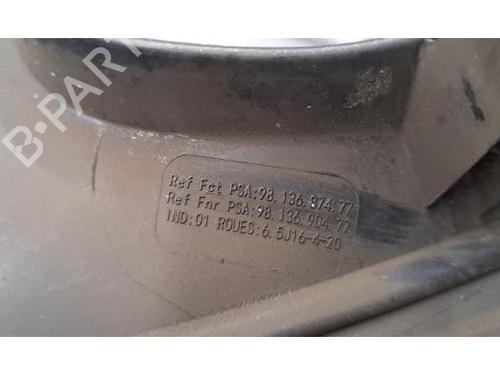 B-PARTS
Ref Fct PSA:98.136.874.77
Ref Fnr PSA:98.136.904.77
IND:01 ROUES:6.5J16-4-20